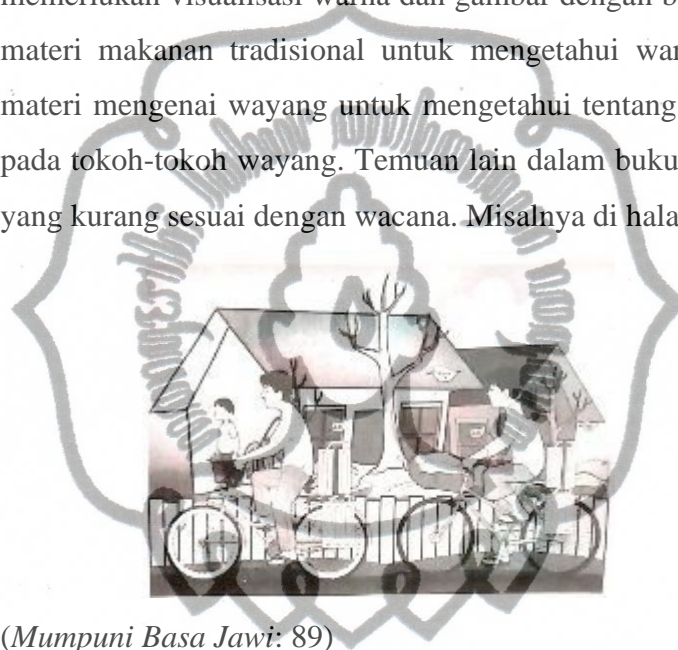 memerlukan visualisasi warna dan gambar dengan b
materi makanan tradisional untuk mengetahui war
materi mengenai wayang untuk mengetahui tentang
pada tokoh-tokoh wayang. Temuan lain dalam buku
yang kurang sesuai dengan wacana. Misalnya di hala
(Mumpuni Basa Jawi: 89)